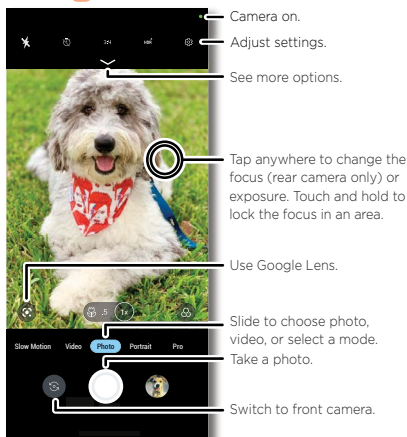 Camera on.
Adjust settings.
See more options.
Tap anywhere to change the
focus (rear camera only) or
exposure. Touch and hold to
lock the focus in an area.
Use Google Lens.
.5 1x
Slide to choose photo,
video, or select a mode.
Slow Motion Video Photo Portrait Pro
Take a photo.
Switch to front camera.